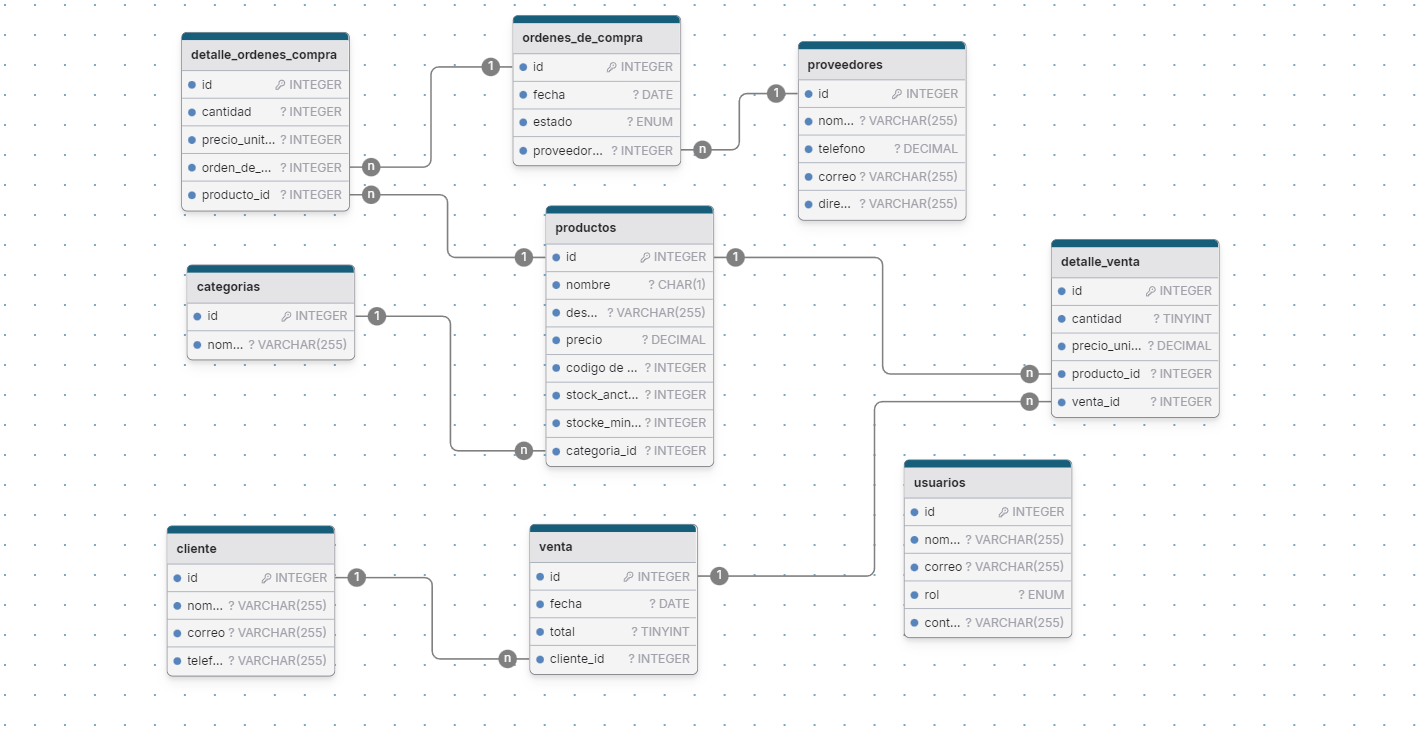 detalle_ordenes_compra
id INTEGER
cantidad ? INTEGER
precio_unit... ? INTEGER
orden_de_... ? INTEGER
producto_id ? INTEGER
n
n
ordenes_de_compra
1
id INTEGER
fecha ? DATE
estado ? ENUM
proveedor... ? INTEGER
n
proveedores
1
id INTEGER
nom... ? VARCHAR(255)
telefono ? DECIMAL
correo ? VARCHAR(255)
dire... ? VARCHAR(255)
productos
1
id INTEGER
1
nombre ? CHAR(1)
des... ? VARCHAR(255)
precio ? DECIMAL
codigo de ... ? INTEGER
stock_anct... ? INTEGER
stocke_min... ? INTEGER
n
categoria_id ? INTEGER
detalle_venta
id INTEGER
cantidad ? TINYINT
precio_uni... ? DECIMAL
n
producto_id ? INTEGER
n
venta_id ? INTEGER
categorias
id INTEGER
1
nom... ? VARCHAR(255)
usuarios
id INTEGER
nom... ? VARCHAR(255)
correo ? VARCHAR(255)
rol ? ENUM
cont... ? VARCHAR(255)
cliente
id INTEGER
1
nom... ? VARCHAR(255)
correo ? VARCHAR(255)
telef... ? VARCHAR(255)
venta
id INTEGER
1
fecha ? DATE
total ? TINYINT
n
cliente_id ? INTEGER